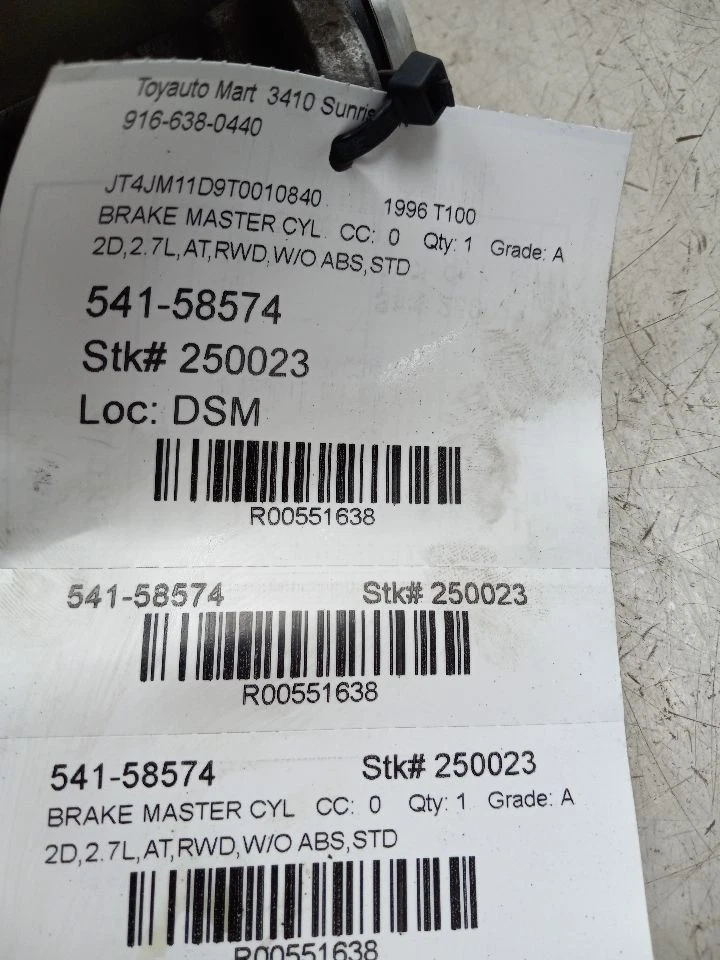 Toyauto Mart 3410 Sunris
916-638-0440
JT4JM11D9T0010840 1996 T100
BRAKE MASTER CYL CC: 0 Qty: 1 Grade: A
2D,2.7L,AT,RWD,W/O ABS,STD
541-58574
Stk# 250023
Loc: DSM
R00551638
541-58574 Stk# 250023
R00551638
541-58574 Stk# 250023
BRAKE MASTER CYL CC: 0 Qty: 1 Grade: A
2D,2.7L,AT,RWD,W/O ABS,STD
R00551638